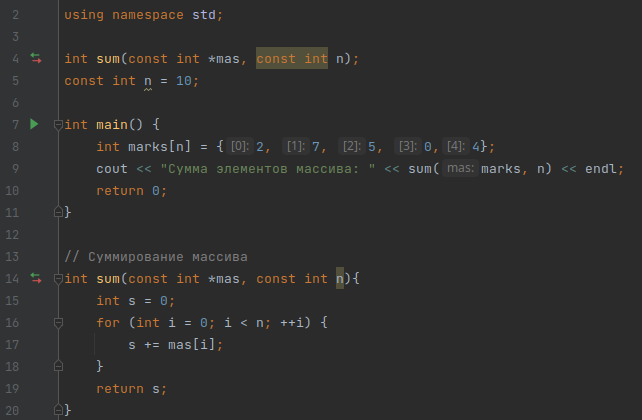 2 using namespace std;
3
4 int sum(const int *mas, const int n);
5 const int n = 10;
6
7 int main() {
8 int marks[n] = {[0]: 2, [1]: 7, [2]: 5, [3]: 0, [4]: 4};
9 cout << "Сумма элементов массива: " << sum(mas: marks, n) << endl;
10 return 0;
11 }
12
13 // Суммирование массива
14 int sum(const int *mas, const int n){
15 int s = 0;
16 for (int i = 0; i < n; ++i) {
17 s += mas[i];
18 }
19 return s;
20 }